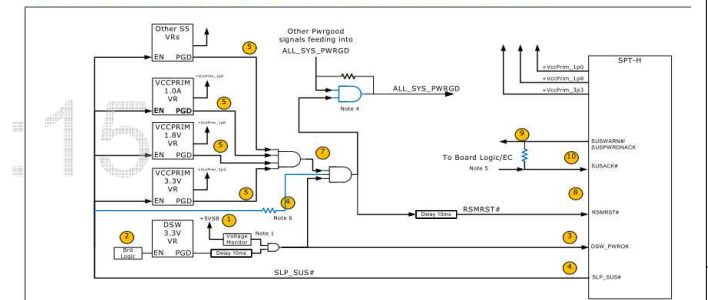 Other S5
VRs
EN PGD
5
Other Pwrgood
signals feeding into
ALL_SYS_PWRGD
ALL_SYS_PWRGD
Note 4
SPT-H
+VccPrim_1p0
+VccPrim_1p8
+VccPrim_3p3
VCCPRIM
1.0A
VR
EN PGD
5
VCCPRIM
1.8V
VR
EN PGD
5
VCCPRIM
3.3V
VR
EN PGD
5
7
4
Note 6
:15
9
SUSWARN#/
SUSPWRDNACK
To Board Logic/EC
Note 5
10
SUSACK#
8
Delay 10ms
RSMRST#
RSMRST#
DSW
3.3V
VR
EN PGD
2
Brd
Logic
+5VSB
1
Voltage
Monitor
Note 1
Delay 10ms
3
DSW_PWROK
SLP_SUS#
4
SLP_SUS#